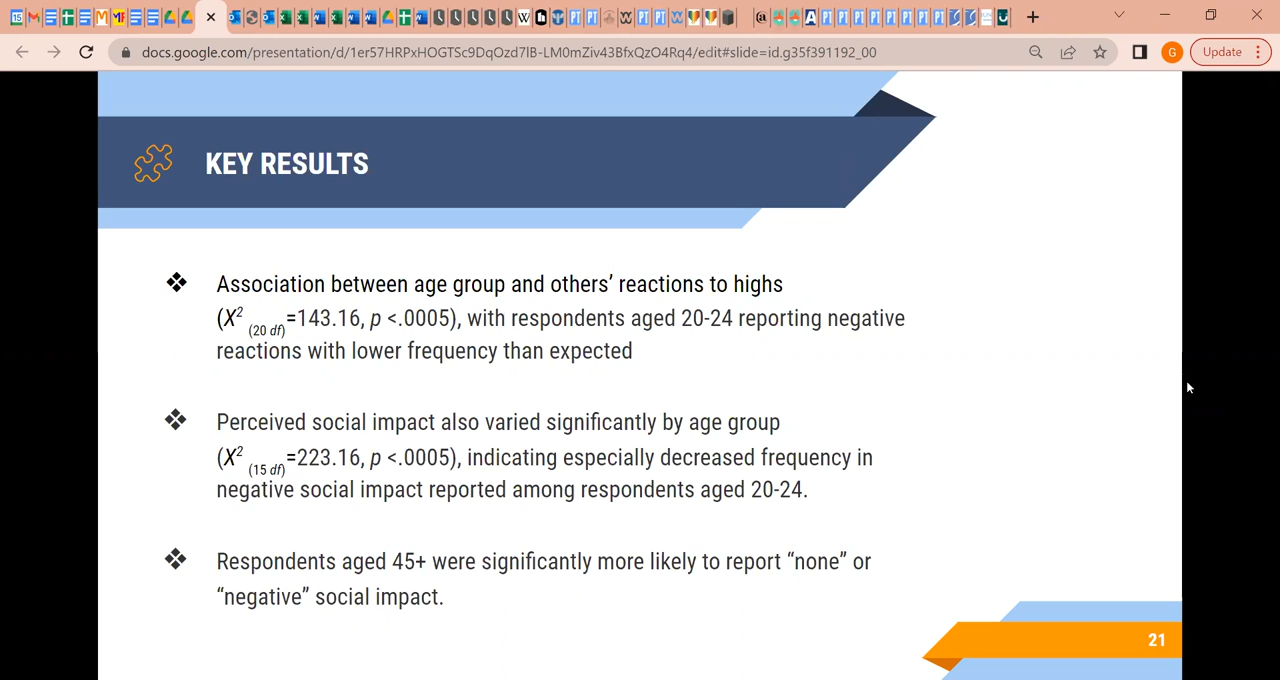 docs.google.com/presentation/d/1er57HRPxHOGTSc9DqOzd7lB-LM0mZiv43BfxQzO4Rq4/edit#slide=id.g35f391192_00
G
Update
KEY RESULTS
❖ Association between age group and others’ reactions to highs
(X² (20 df)=143.16, p <.0005), with respondents aged 20-24 reporting negative
reactions with lower frequency than expected
❖ Perceived social impact also varied significantly by age group
(X² (15 df)=223.16, p <.0005), indicating especially decreased frequency in
negative social impact reported among respondents aged 20-24.
❖ Respondents aged 45+ were significantly more likely to report “none” or
“negative” social impact.
21